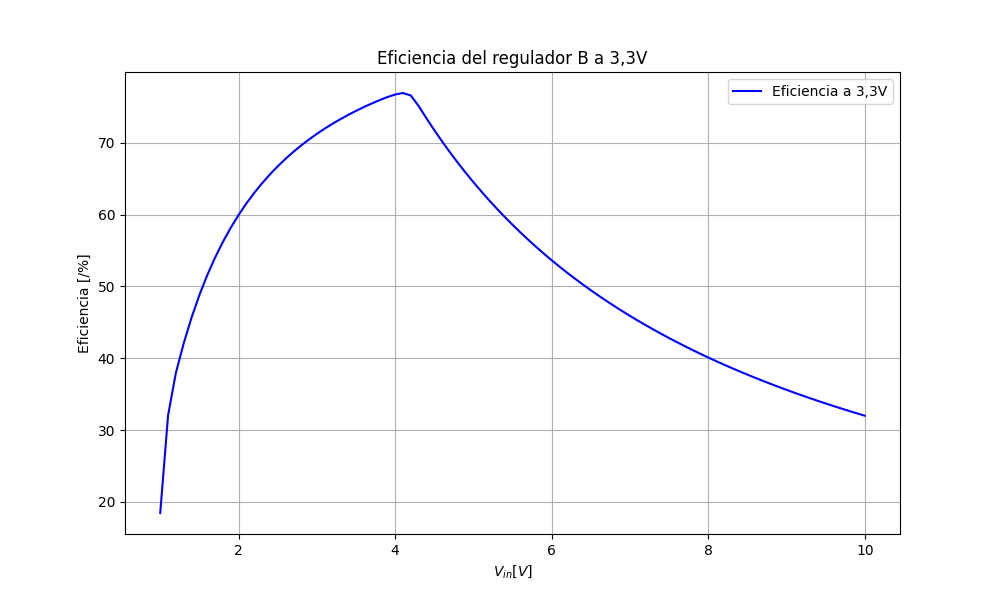 Eficiencia del regulador B a 3,3V
Eficiencia a 3,3V
Eficiencia [/%]
70
60
50
40
30
20
2 4 6 8 10
V_in[V]